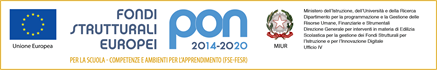 Unione Europea
FONDI
STRUTTURALI
EUROPEI
pon
2014-2020
PER LA SCUOLA - COMPETENZE E AMBIENTI PER L'APPRENDIMENTO (FSE-FESR)
MIUR
Ministero dell'Istruzione, dell'Università e della Ricerca
Dipartimento per la programmazione e la Gestione delle
Risorse Umane, Finanziarie e Strumentali
Direzione Generale per interventi in materia di Edilizia
Scolastica per la gestione dei Fondi Strutturali per
l'Istruzione e per l'Innovazione Digitale
Ufficio IV